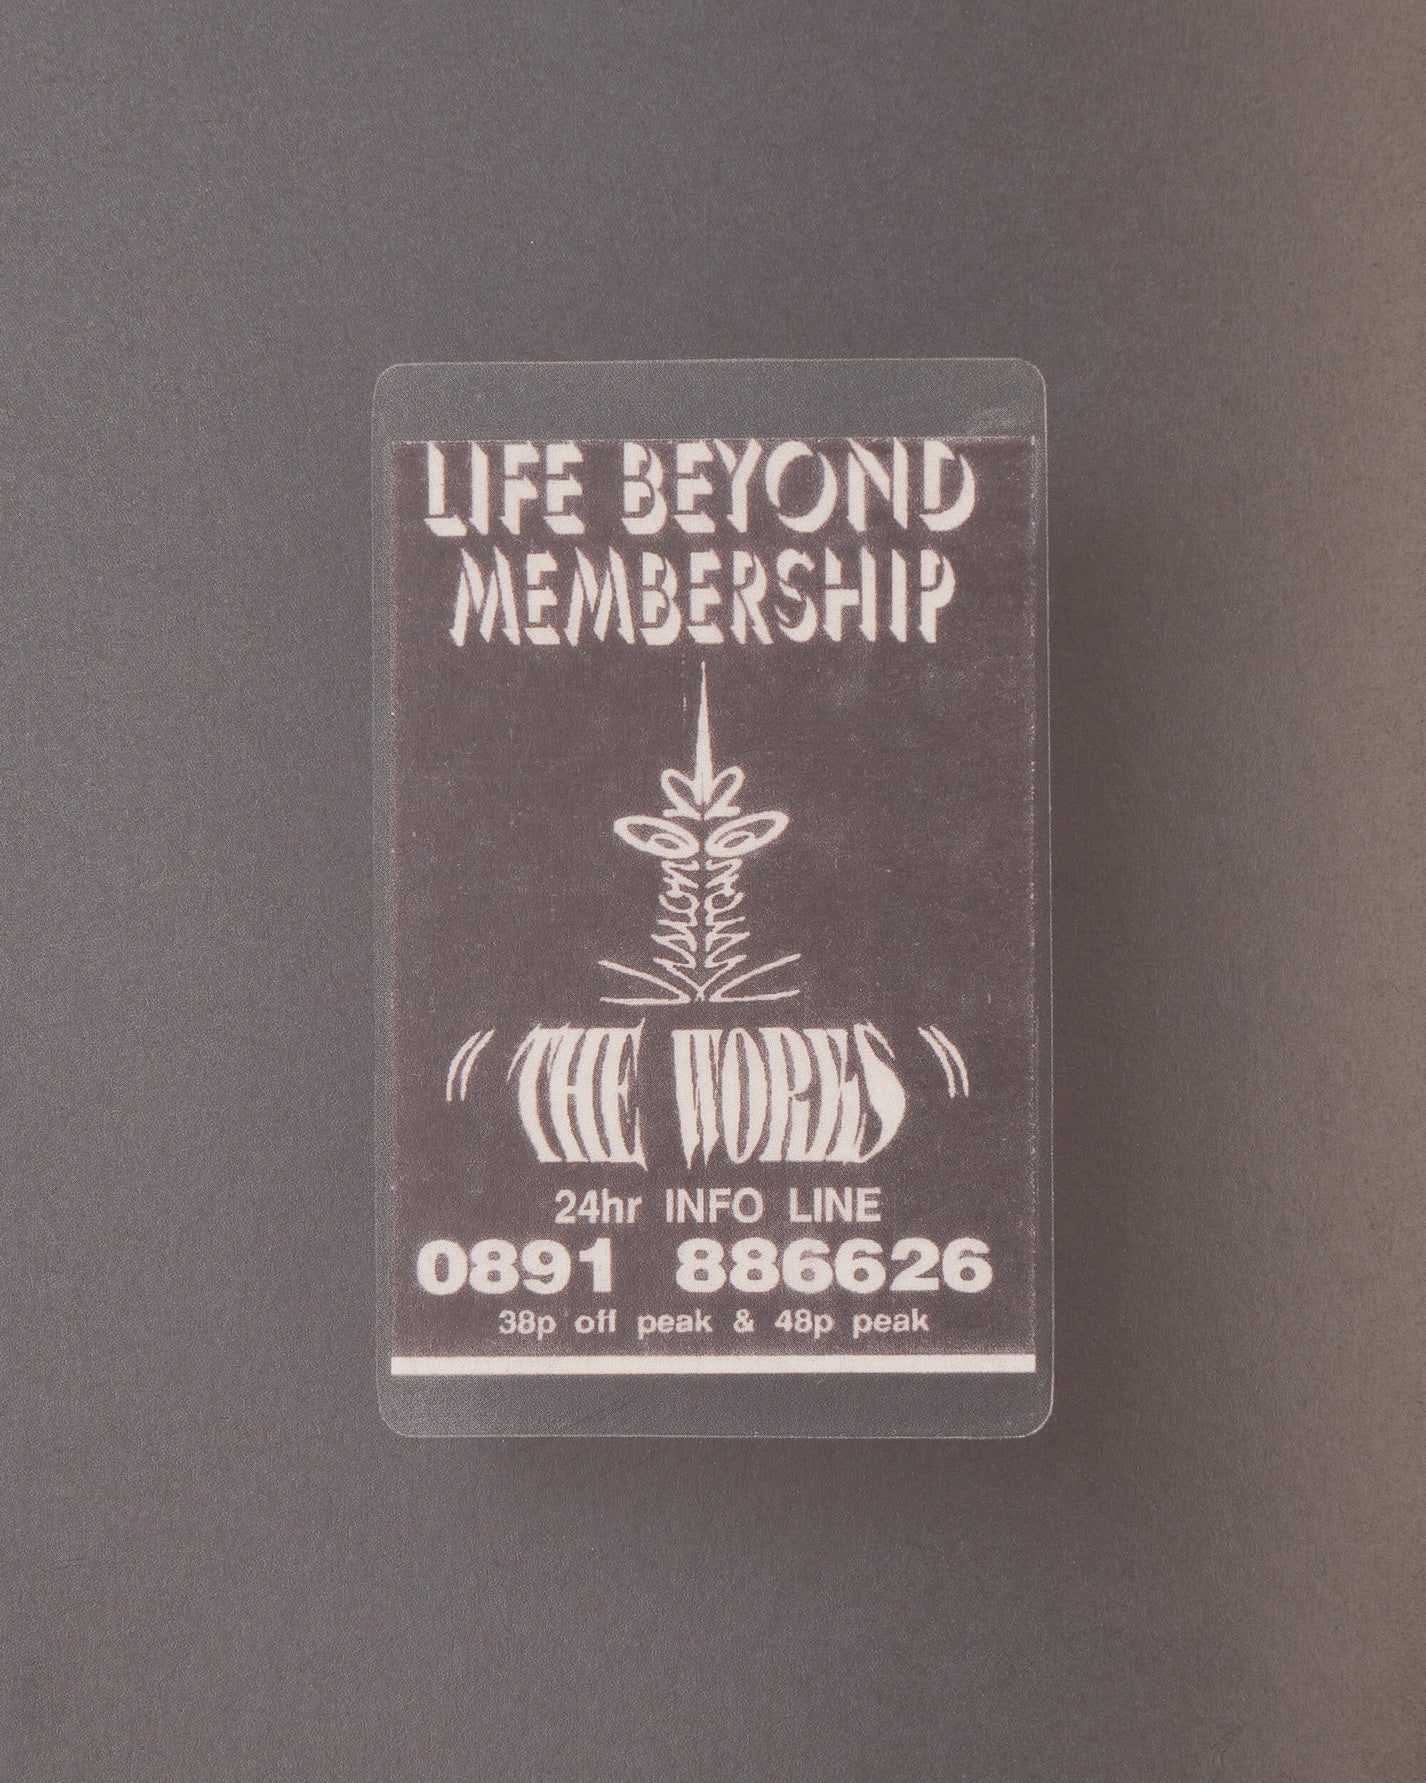 LIFE BEYOND
MEMBERSHIP
"THE WORKS"
24hr INFO LINE
0891 886626
38p off peak & 48p peak